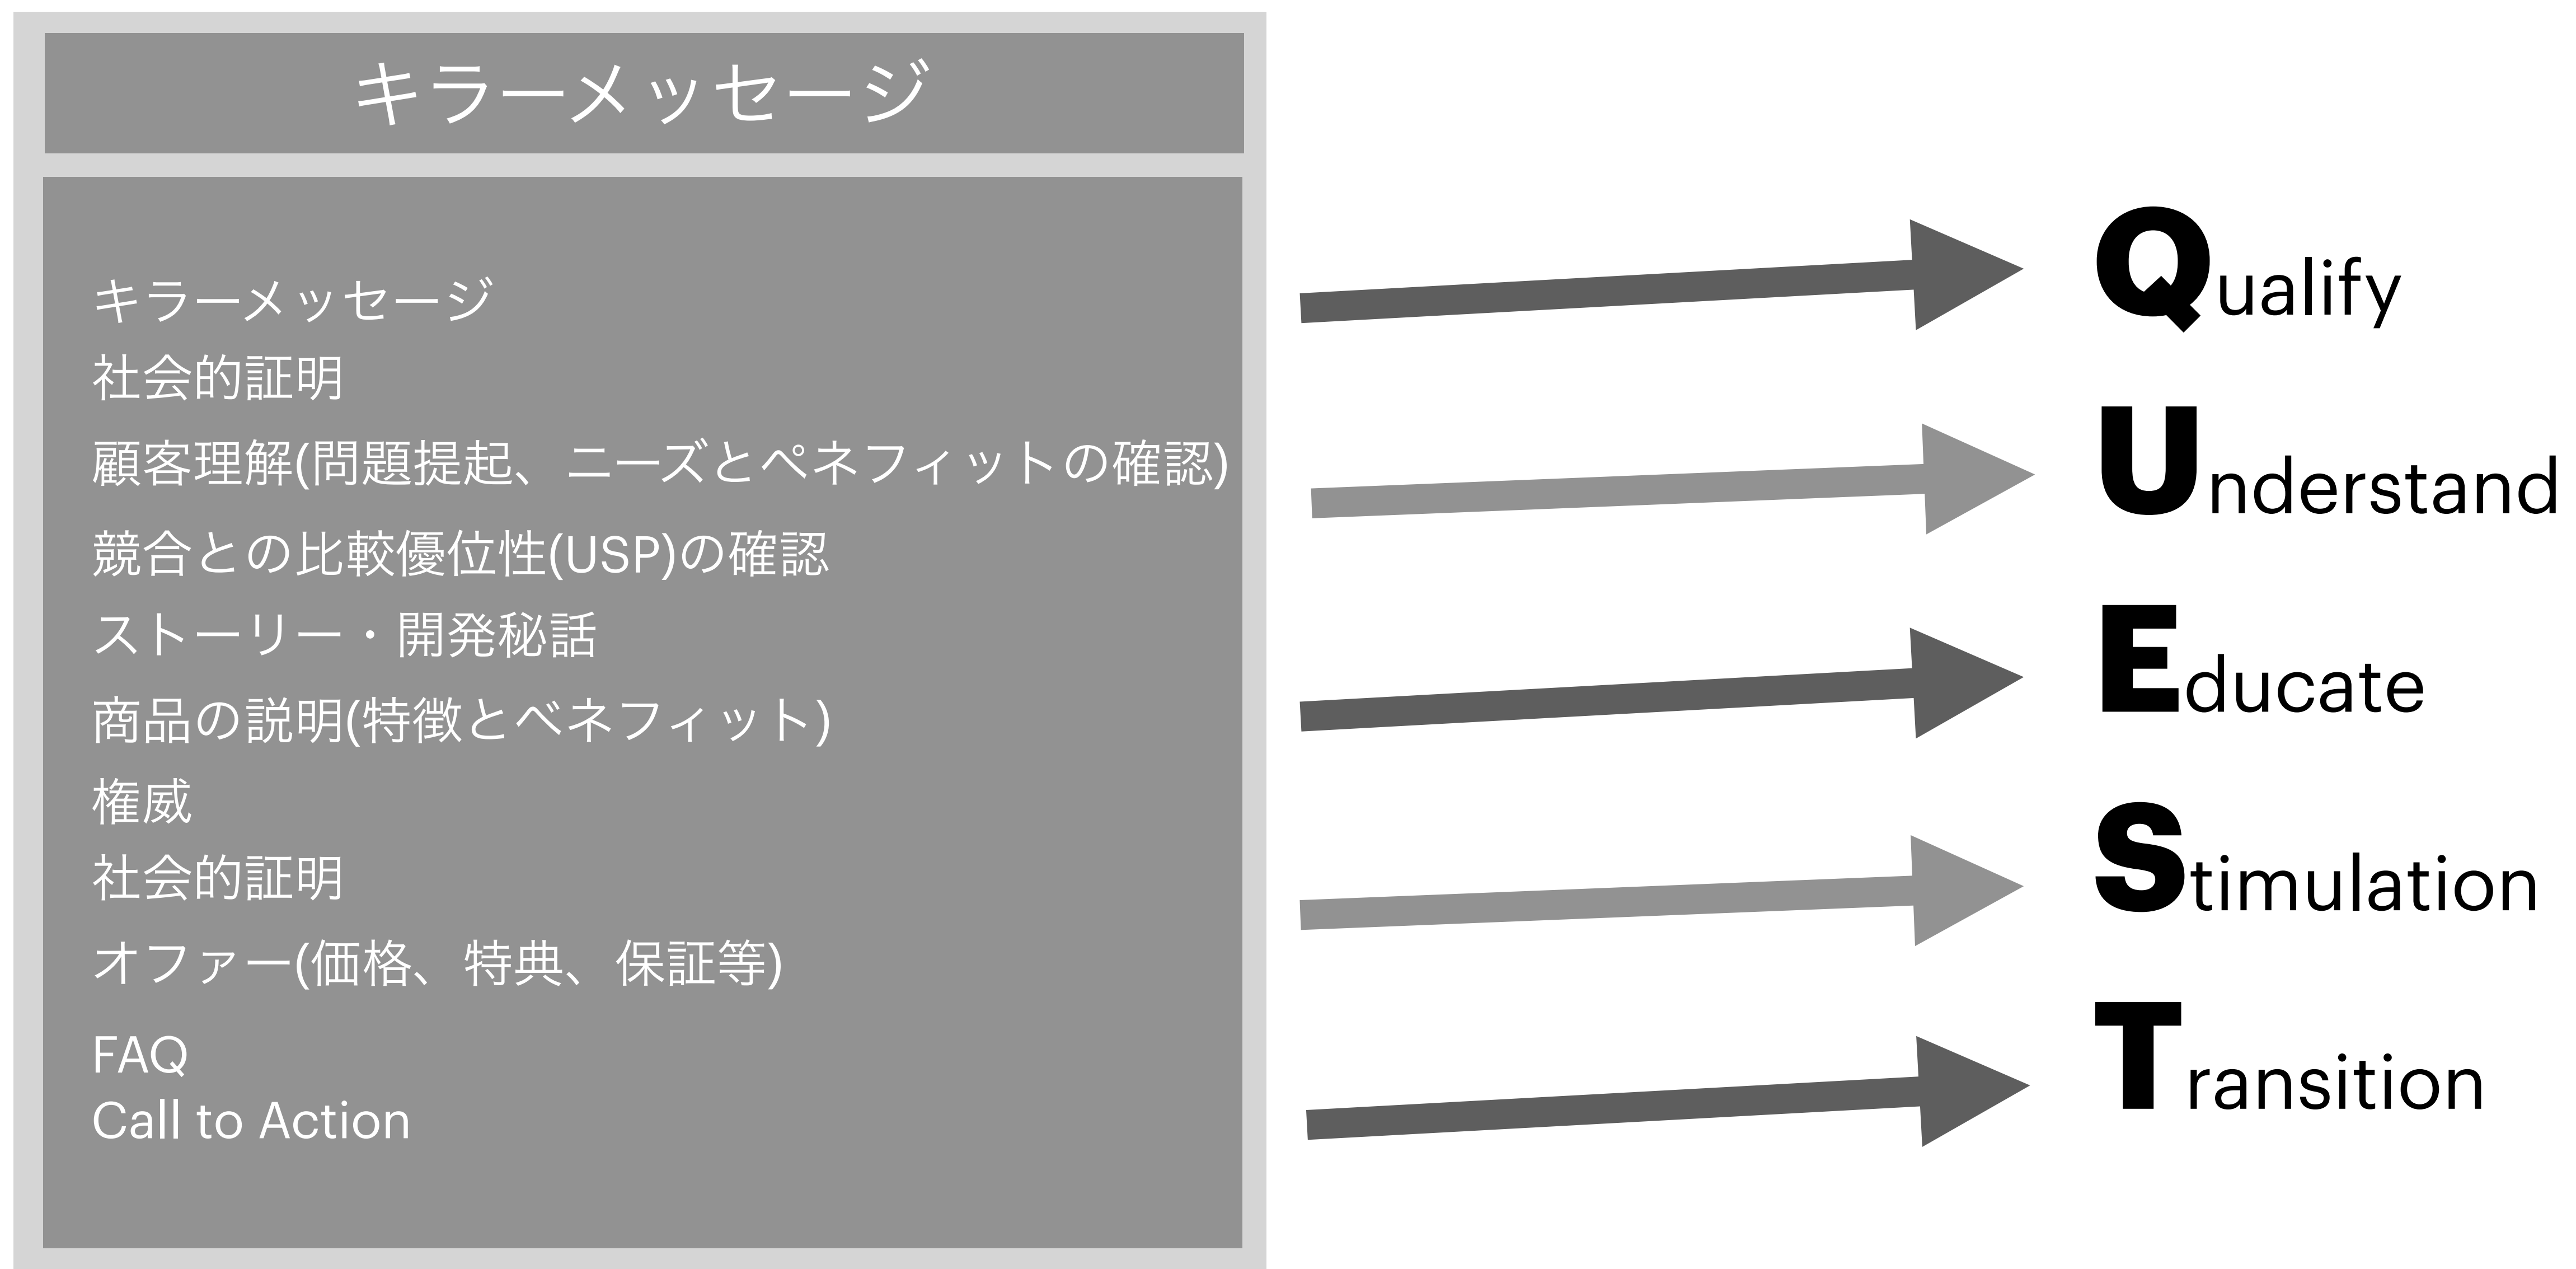 キラーメッセージ
キラーメッセージ
社会的証明
顧客理解(問題提起、ニーズとペネフィットの確認)
競合との比較優位性(USP)の確認
ストーリー・開発秘話
商品の説明(特徴とベネフィット)
権威
社会的証明
オファー(価格、特典、保証等)
FAQ
Call to Action
Qualify
Understand
Educate
Stimulation
Transition